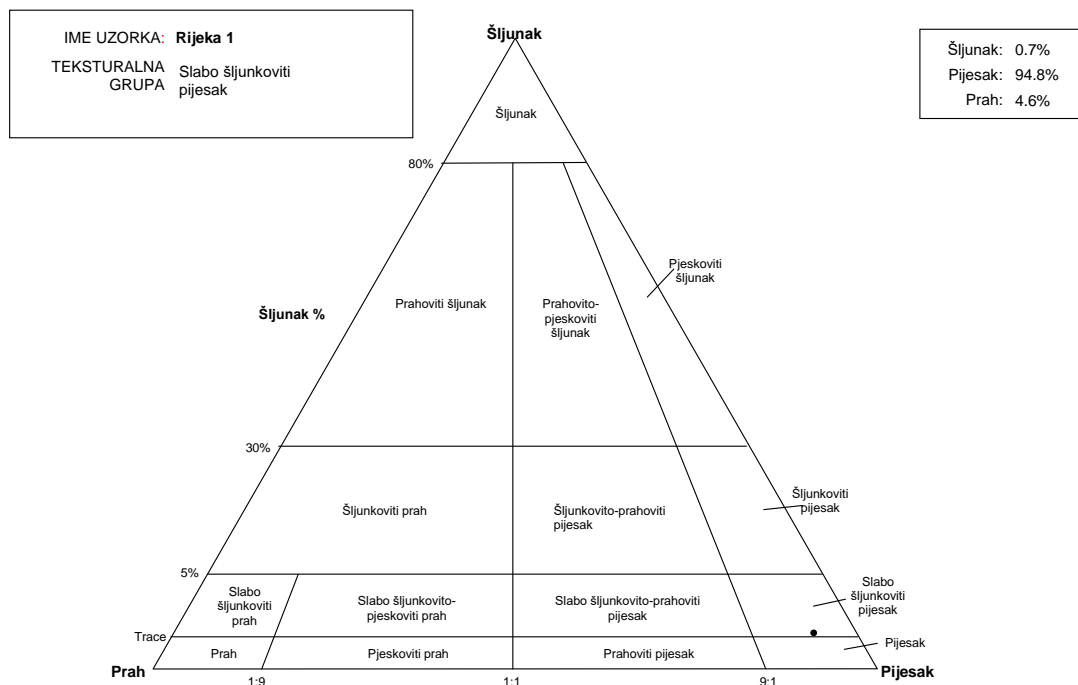 IME UZORKA: Rijeka 1
TEKSTURALNA
GRUPA
Slabo šljunkoviti
pijesak
Šljunak: 0.7%
Pijesak: 94.8%
Prah: 4.6%
Šljunak
Šljunak
80%
Pjeskoviti
šljunak
Prahoviti šljunak
Prahovito-
pjeskoviti
šljunak
Šljunak %
30%
Šljunkoviti prah
Šljunkovito-prahoviti
pijesak
Šljunkoviti
pijesak
5%
Slabo
šljunkoviti
prah
Slabo šljunkovito-
pjeskoviti prah
Slabo šljunkovito-prahoviti
pijesak
Slabo
šljunkoviti
pijesak
Trace
Prah
Pjeskoviti prah
Prahoviti pijesak
Pijesak
Prah
Pijesak
1:9
1:1
9:1